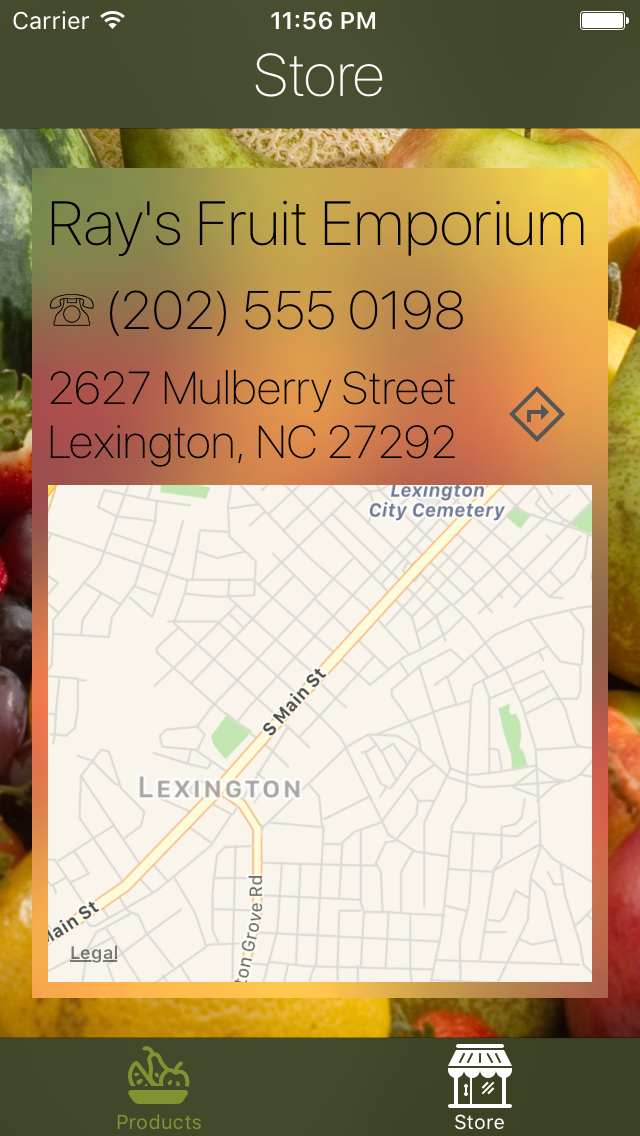 Carrier 11:56 PM
Store
Ray's Fruit Emporium
☏ (202) 555 0198
2627 Mulberry Street
Lexington, NC 27292
Lexington
City Cemetery
S Main St
LEXINGTON
Main St
ton Grove Rd
Legal
Products Store